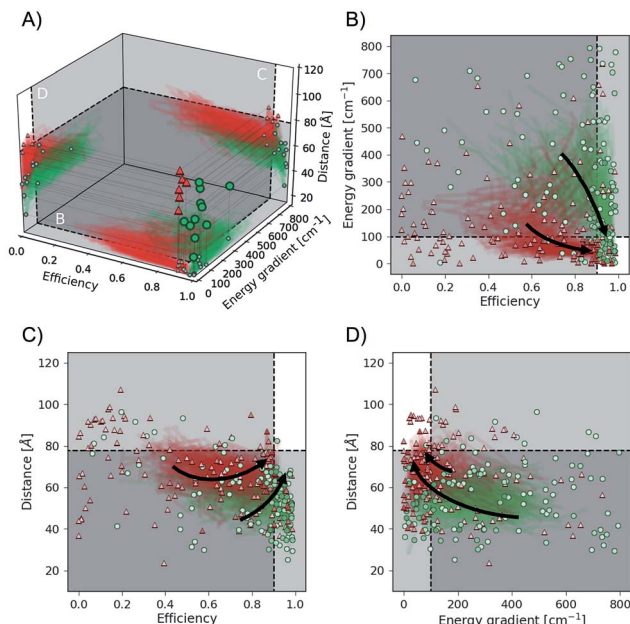 A)
D
C
B
120
100
80
60
40
20
Distance [Å]
0.0
0.2
0.4
0.6
0.8
1.0
Efficiency
0
100
200
300
400
500
600
700
800
Energy gradient [cm⁻¹]
B)
800
700
600
500
400
300
200
100
0
Energy gradient [cm⁻¹]
0.0 0.2 0.4 0.6 0.8 1.0
Efficiency
C)
120
100
80
60
40
20
Distance [Å]
0.0 0.2 0.4 0.6 0.8 1.0
Efficiency
D)
120
100
80
60
40
20
Distance [Å]
0 200 400 600 800
Energy gradient [cm⁻¹]